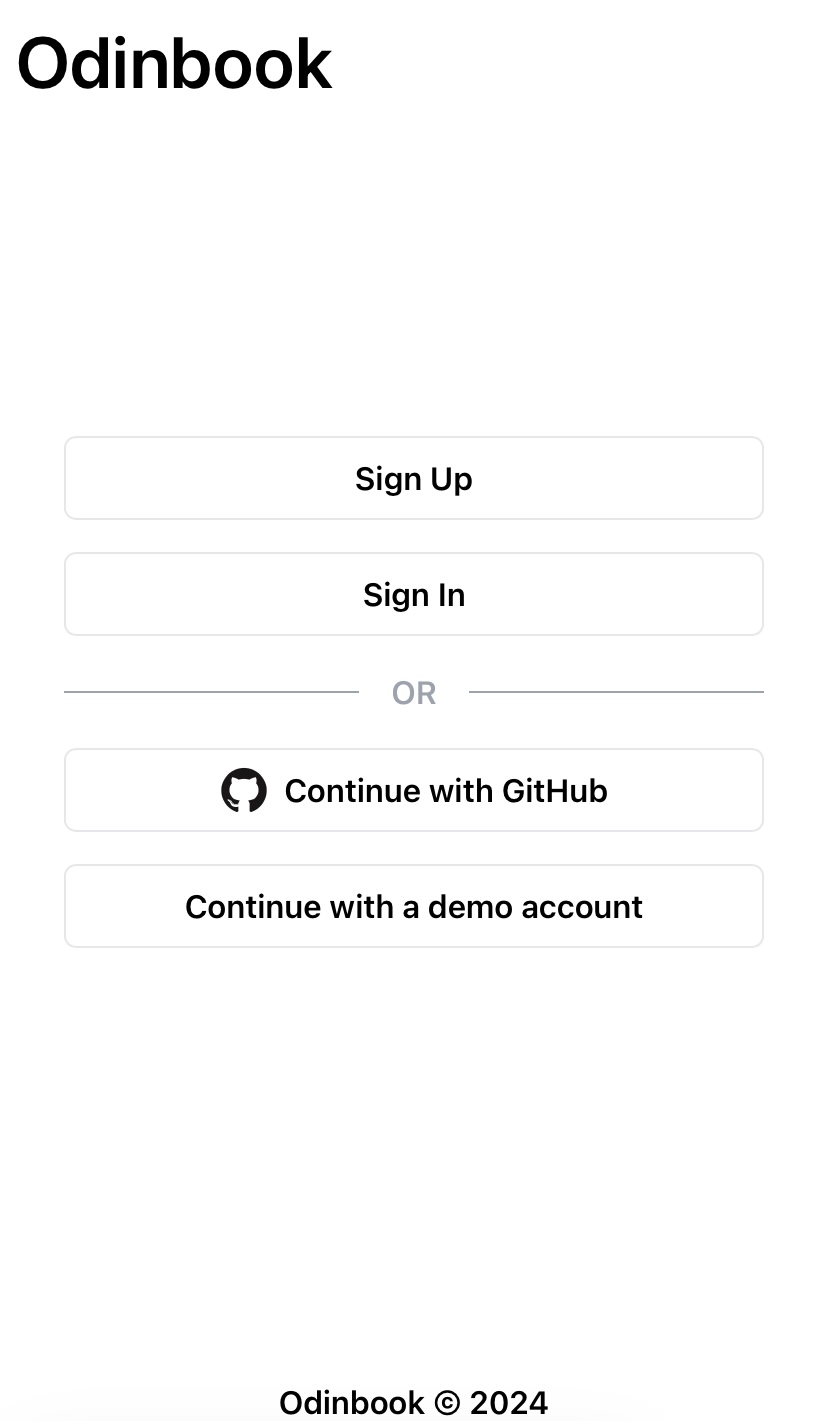 Odinbook
Sign Up
Sign In
OR
Continue with GitHub
Continue with a demo account
Odinbook © 2024